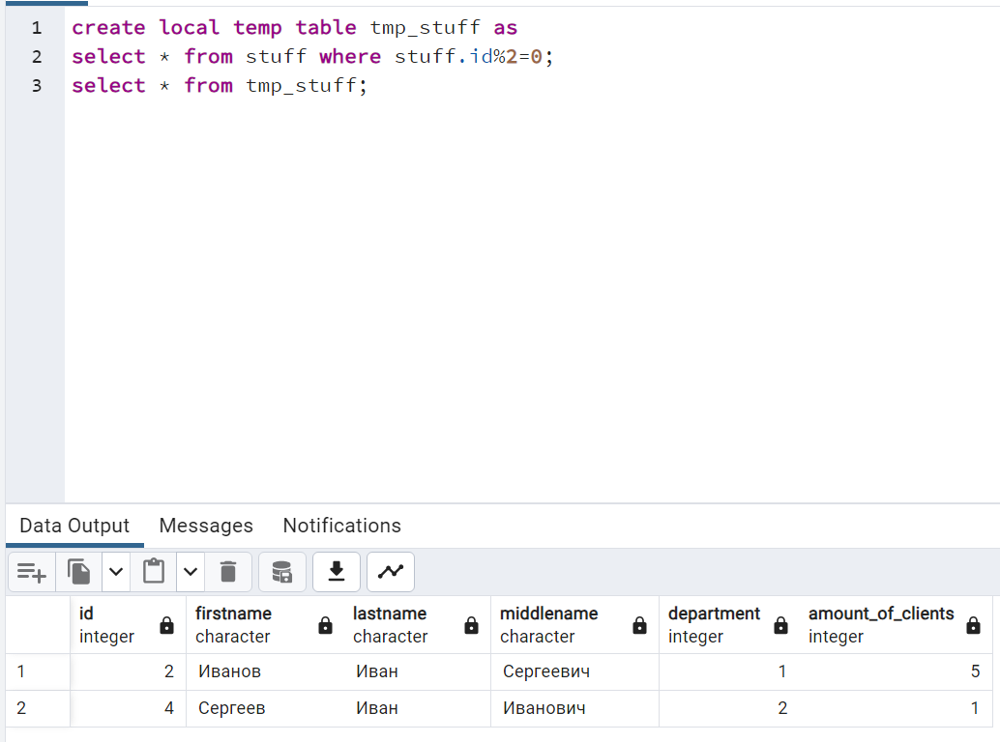 1 create local temp table tmp_stuff as
2 select * from stuff where stuff.id%2=0;
3 select * from tmp_stuff;
Data Output Messages Notifications
id firstname lastname middlename department amount_of_clients
integer character character character integer integer
1 2 Иванов Иван Сергеевич 1 5
2 4 Сергеев Иван Иванович 2 1